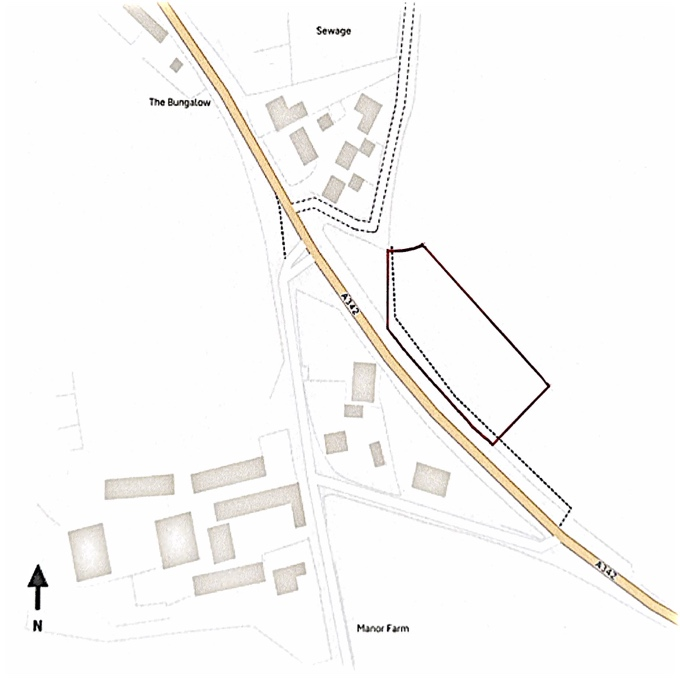 Sewage
The Bungalow
A342
A342
N
Manor Farm